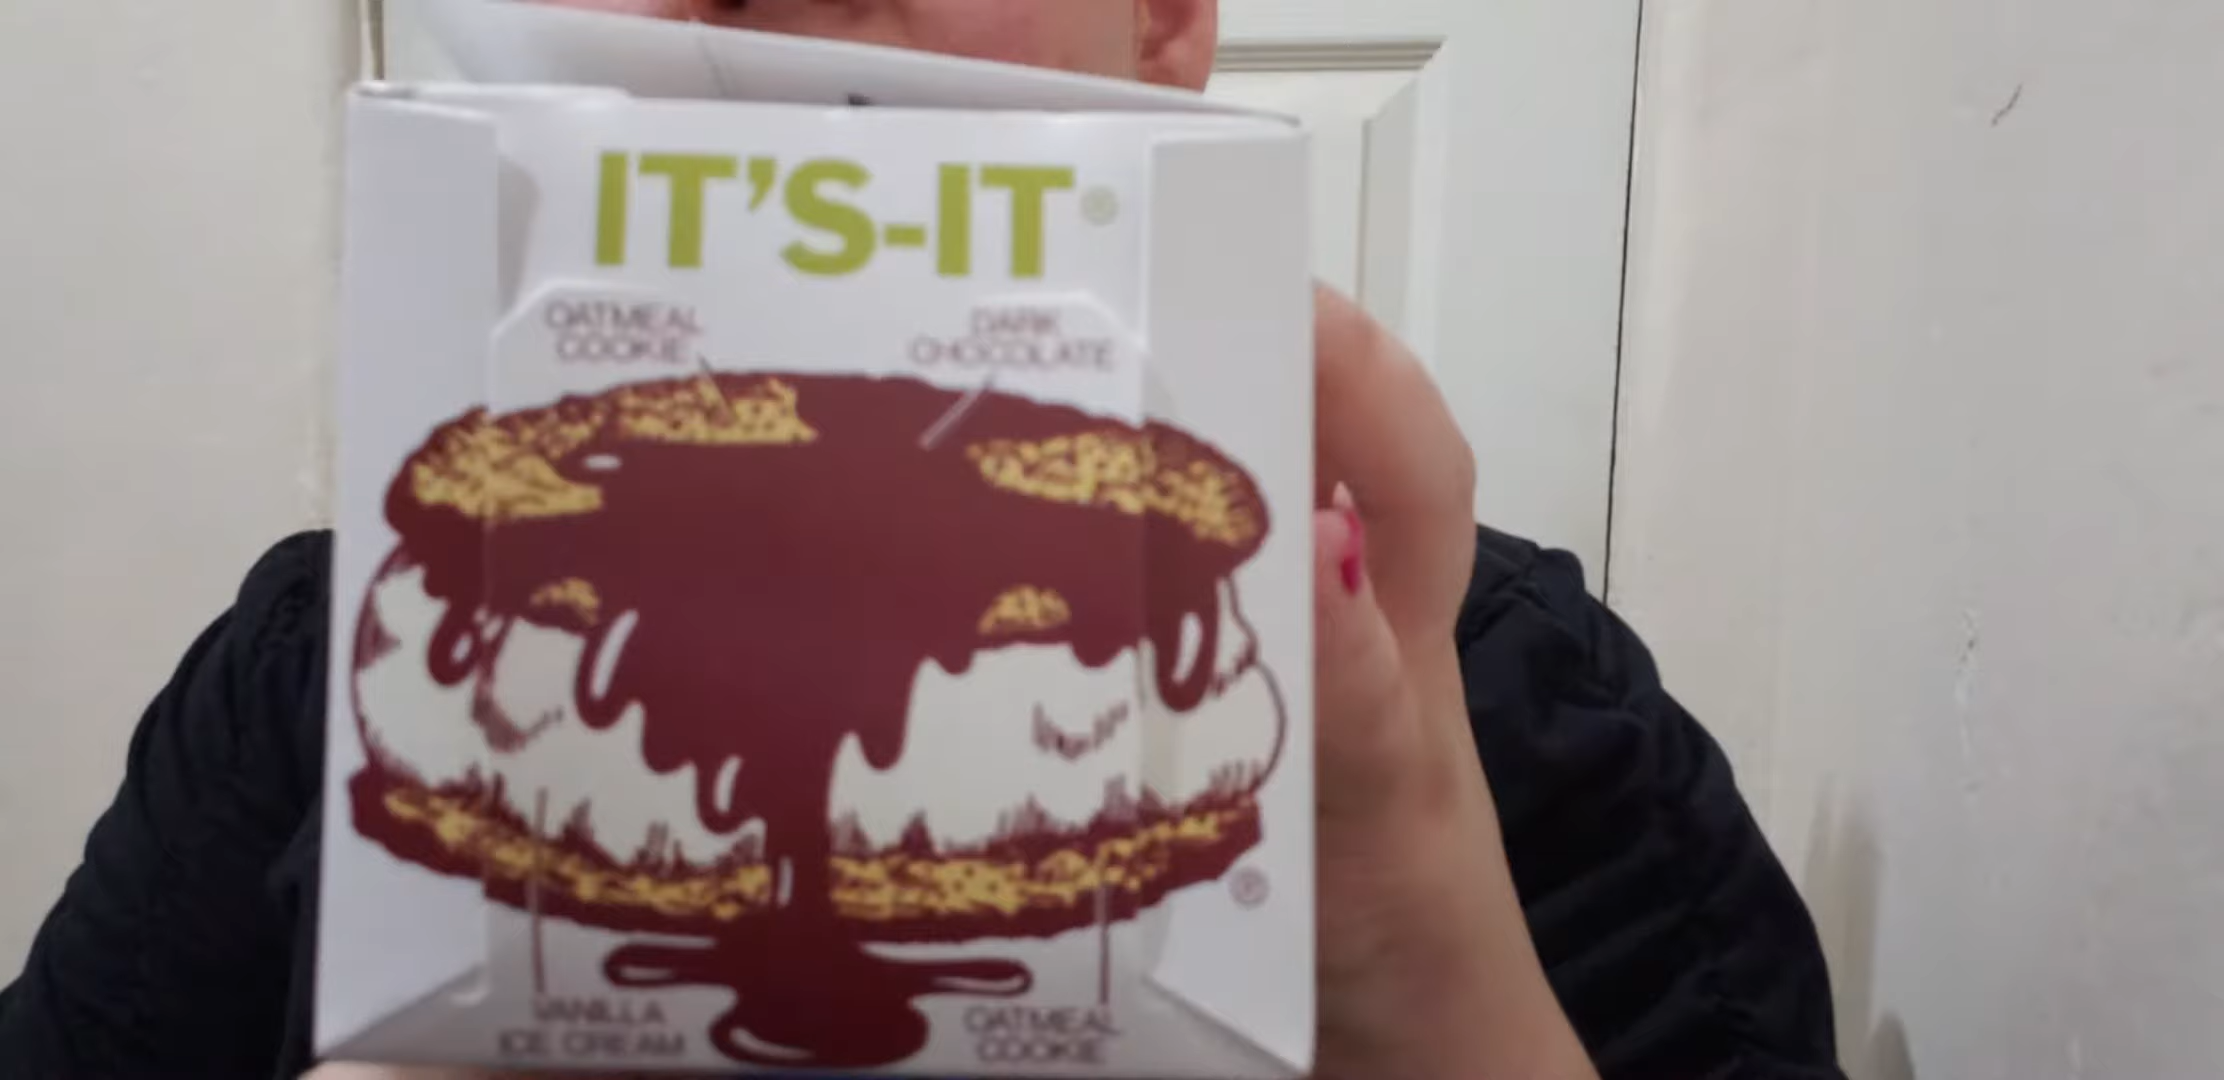 IT'S-IT®
OATMEAL
COOKIE
DARK
CHOCOLATE
®
VANILLA
ICE CREAM
OATMEAL
COOKIE